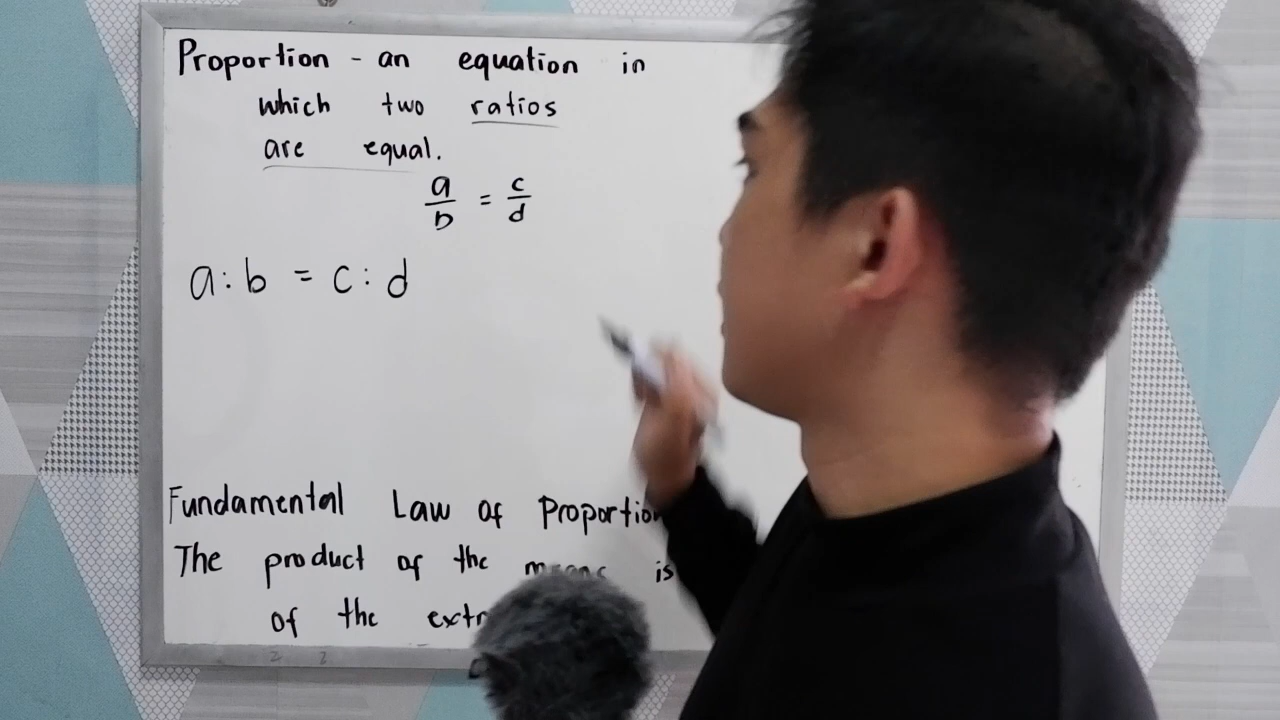 Proportion - an equation in
which two ratios
are equal.
a/b = c/d
a : b = c : d
Fundamental Law of Proportion
The product of the means is
of the